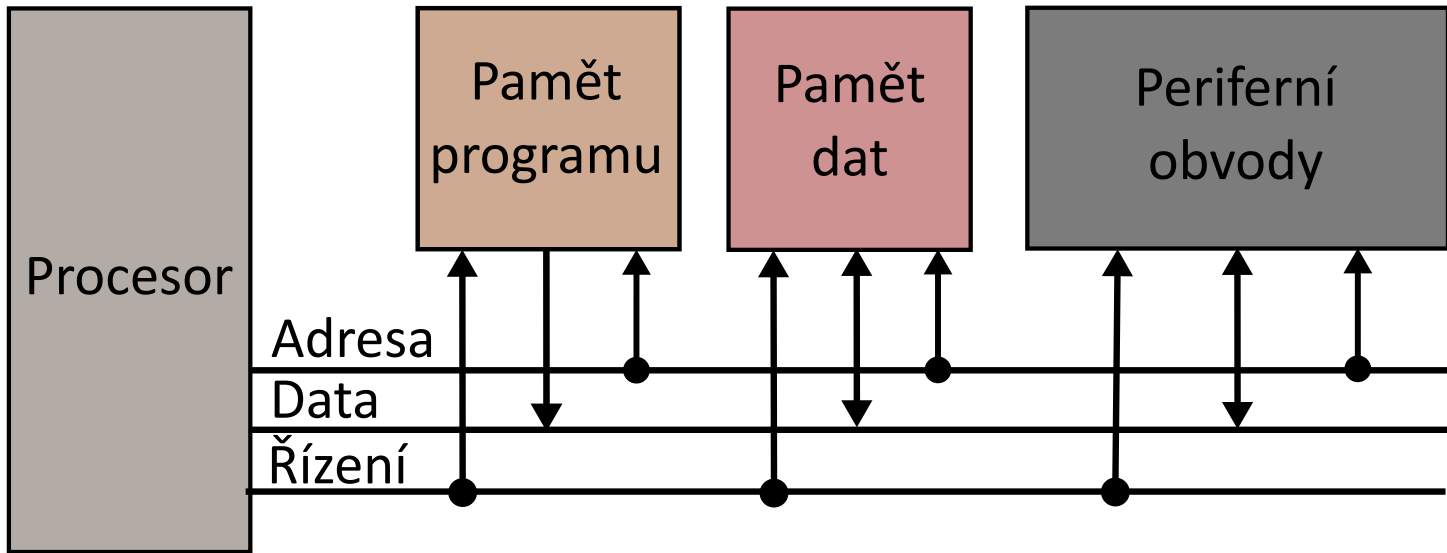 Pamět
programu
Pamět
dat
Periferní
obvody
Procesor
Adresa
Data
Řízení